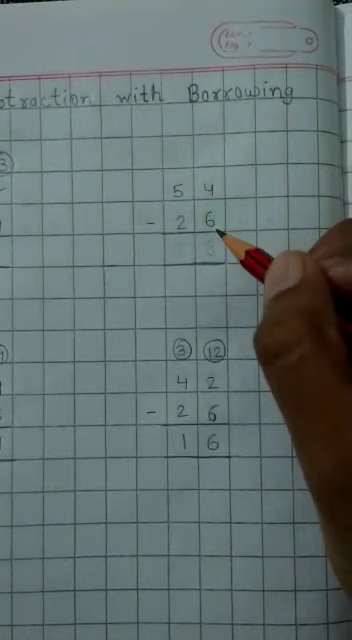 traction with Borrowing
5 4
- 2 6
3 12
4 2
- 2 6
1 6